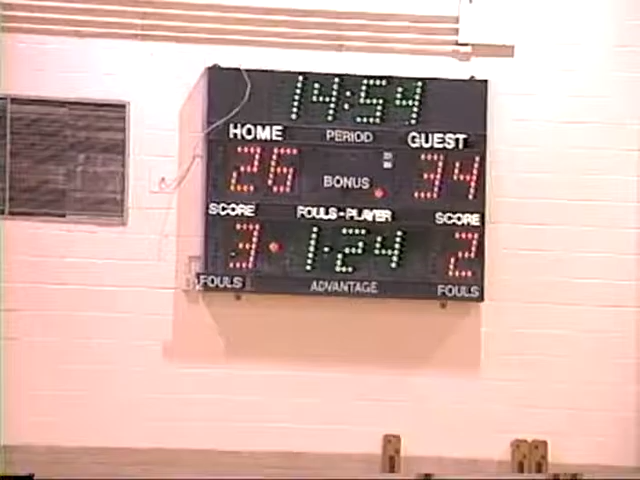 14:54
HOME PERIOD GUEST
26 BONUS 34
SCORE FOULS-PLAYER SCORE
3 1:24 2
FOULS ADVANTAGE FOULS